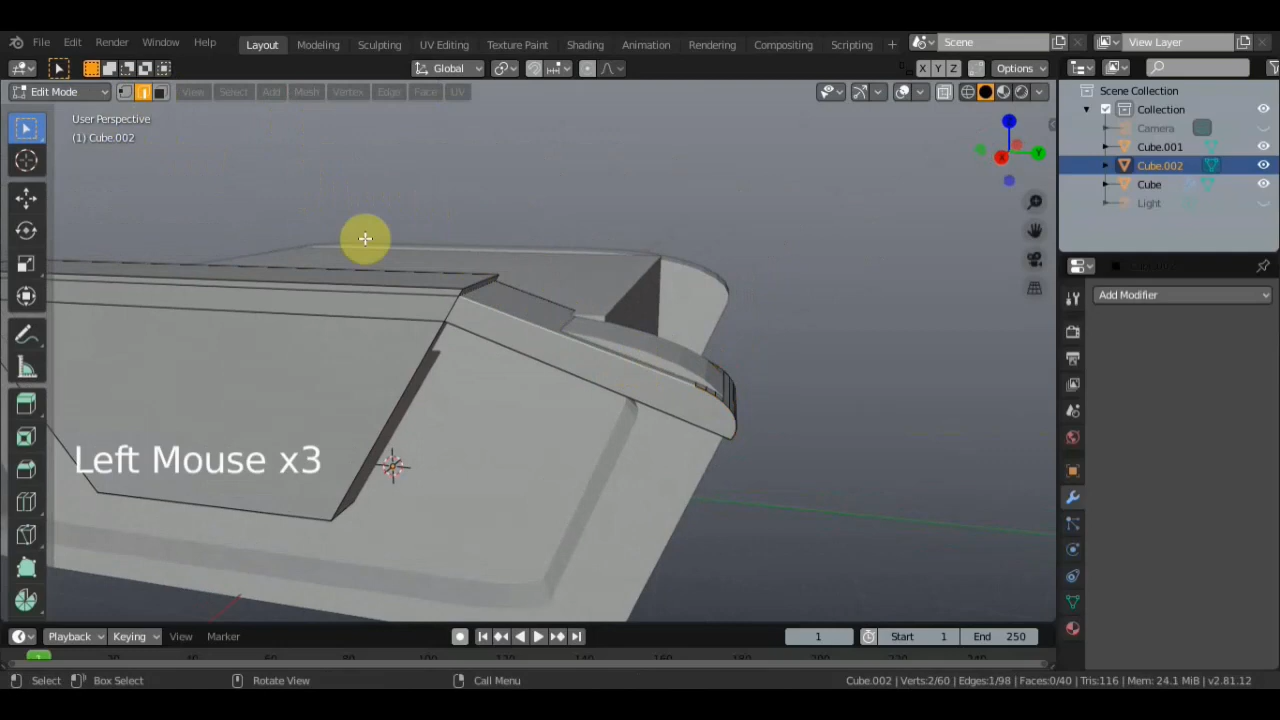 File Edit Render Window Help Layout Modeling Sculpting UV Editing Texture Paint Shading Animation Rendering Compositing Scripting + Scene View Layer
Global X Y Z Options
Edit Mode View Select Add Mesh Vertex Edge Face UV
User Perspective
(1) Cube.002
Z
X Y
Left Mouse x3
Scene Collection
Collection
Camera
Cube.001
Cube.002
Cube
Light
Add Modifier
Playback Keying View Marker 1 Start 1 End 250
1
Select Box Select Rotate View Call Menu Cube.002 | Verts:2/60 | Edges:1/98 | Faces:0/40 | Tris:116 | Mem: 24.1 MiB | v2.81.12